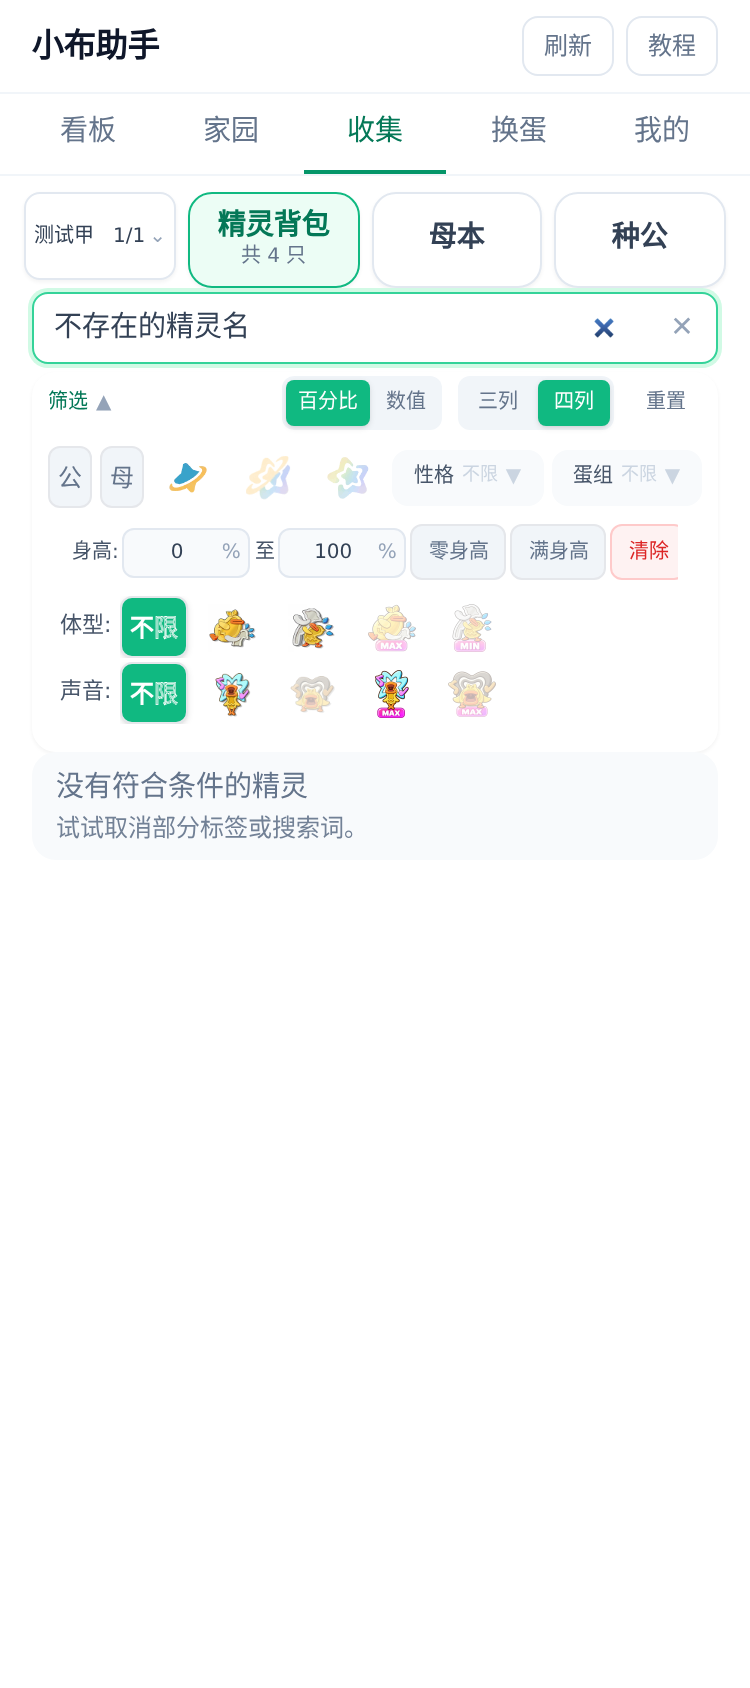 小布助手
刷新 教程
看板 家园 收集 换蛋 我的
测试甲 1/1
精灵背包
共 4 只
母本
种公
不存在的精灵名
筛选 ▲ 百分比 数值 三列 四列 重置
公 母 性格 不限 ▼ 蛋组 不限 ▼
身高: 0 % 至 100 % 零身高 满身高 清除
体型: 不限 MAX MIN
声音: 不限 MAX MAX
没有符合条件的精灵
试试取消部分标签或搜索词。